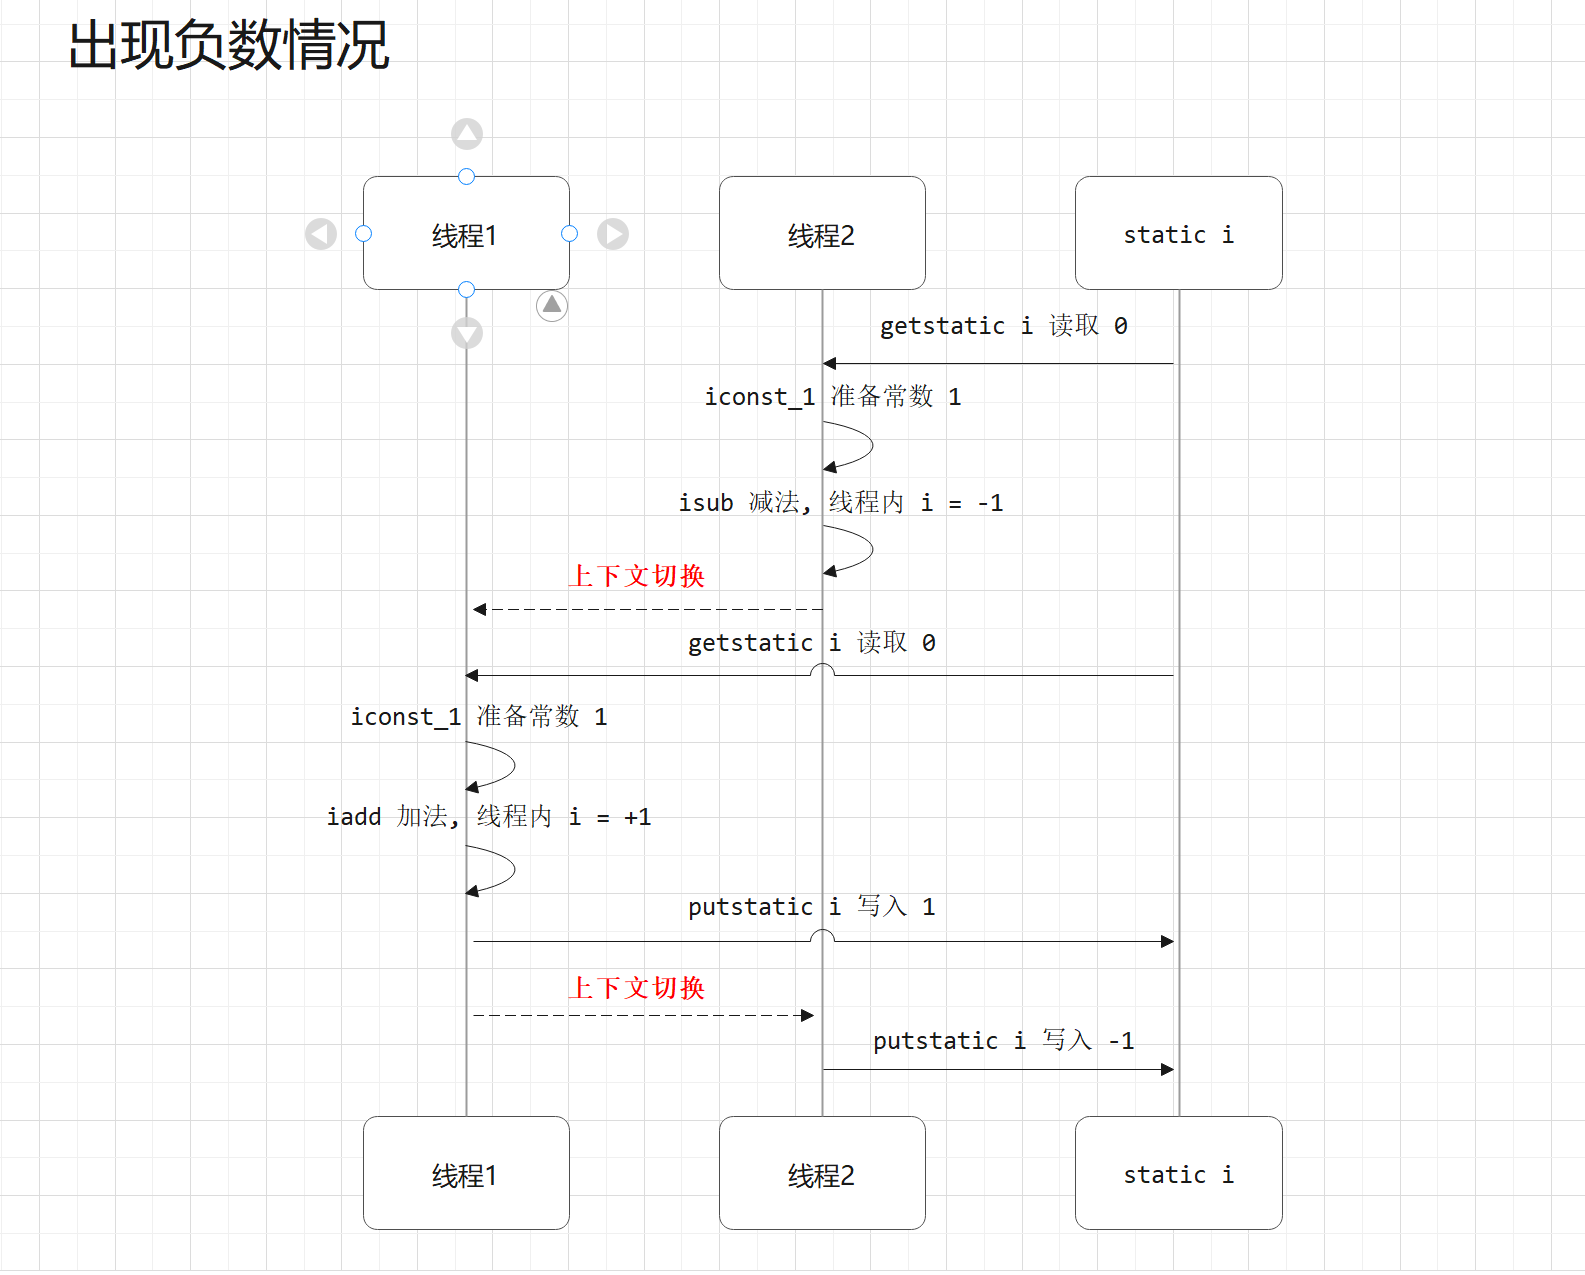 出现负数情况
线程1
线程2
static i
getstatic i 读取 0
iconst_1 准备常数 1
isub 减法, 线程内 i = -1
上下文切换
getstatic i 读取 0
iconst_1 准备常数 1
iadd 加法, 线程内 i = +1
putstatic i 写入 1
上下文切换
putstatic i 写入 -1
线程1
线程2
static i